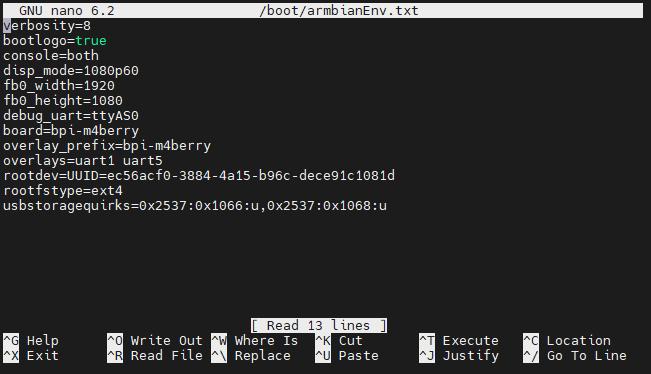 GNU nano 6.2 /boot/armbianEnv.txt
verbosity=8
bootlogo=true
console=both
disp_mode=1080p60
fb0_width=1920
fb0_height=1080
debug_uart=ttyAS0
board=bpi-m4berry
overlay_prefix=bpi-m4berry
overlays=uart1 uart5
rootdev=UUID=ec56acf0-3884-4a15-b96c-dece91c1081d
rootfstype=ext4
usbstoragequirks=0x2537:0x1066:u,0x2537:0x1068:u
[ Read 13 lines ]
^G Help ^O Write Out ^W Where Is ^K Cut ^T Execute ^C Location
^X Exit ^R Read File ^\ Replace ^U Paste ^J Justify ^/ Go To Line